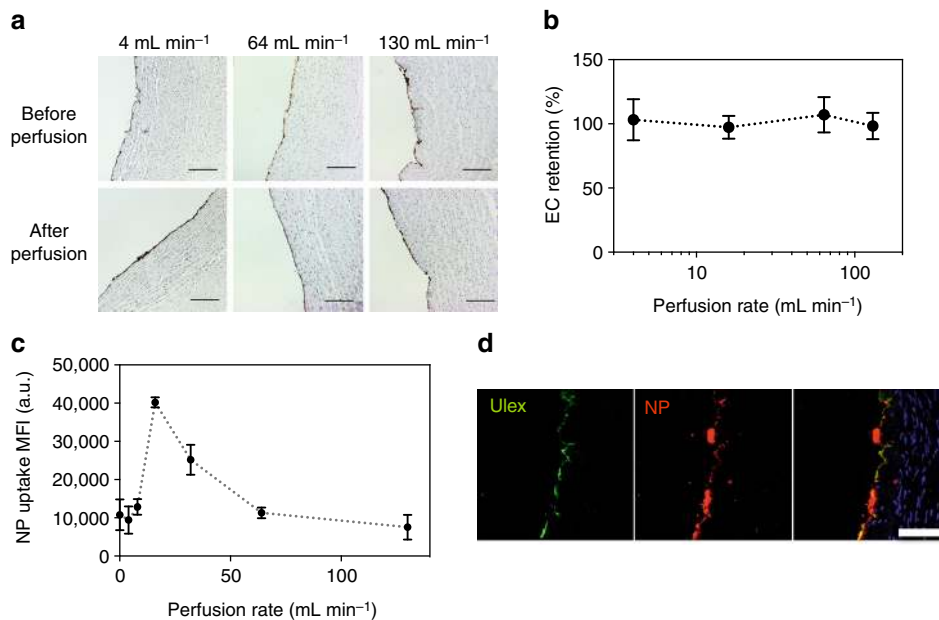 a
4 mL min⁻¹ 64 mL min⁻¹ 130 mL min⁻¹
Before
perfusion
After
perfusion
b
150
100
50
0
EC retention (%)
10 100
Perfusion rate (mL min⁻¹)
c
50,000
40,000
30,000
20,000
10,000
0
NP uptake MFI (a.u.)
0 50 100
Perfusion rate (mL min⁻¹)
d
Ulex NP